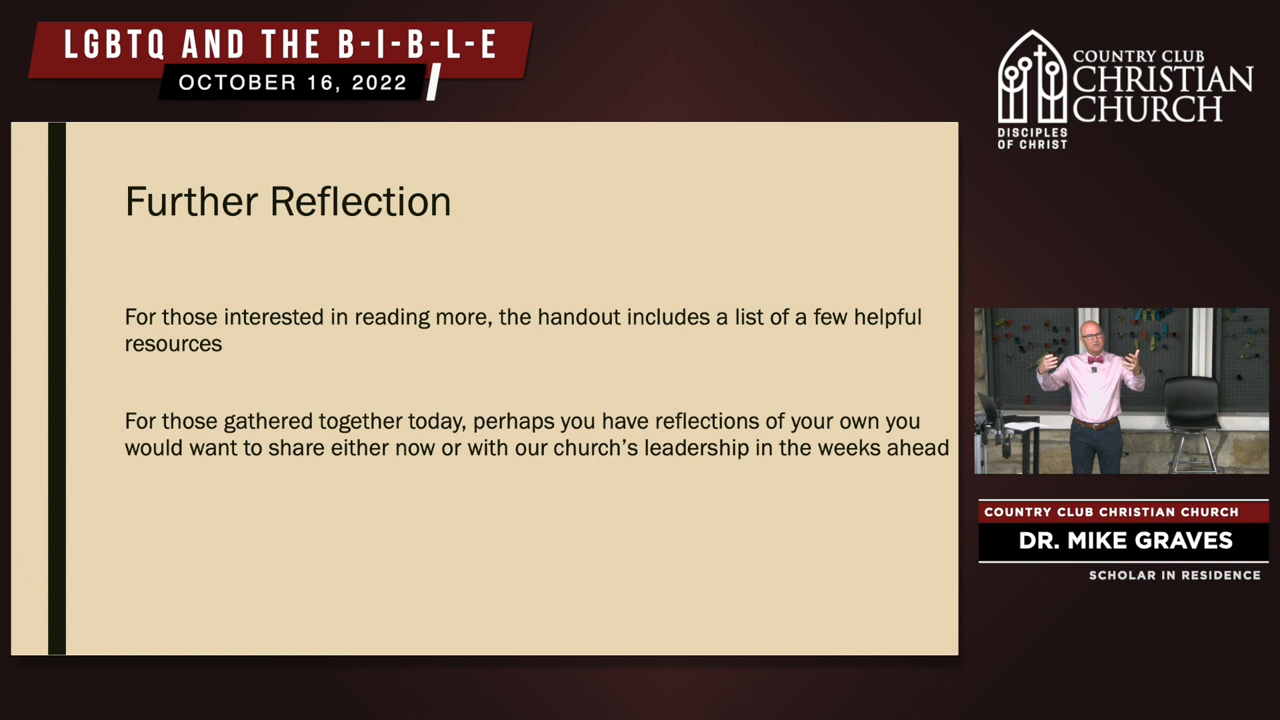 LGBTQ AND THE B-I-B-L-E
OCTOBER 16, 2022
COUNTRY CLUB
CHRISTIAN
CHURCH
DISCIPLES
OF CHRIST
Further Reflection
For those interested in reading more, the handout includes a list of a few helpful
resources
For those gathered together today, perhaps you have reflections of your own you
would want to share either now or with our church’s leadership in the weeks ahead
COUNTRY CLUB CHRISTIAN CHURCH
DR. MIKE GRAVES
SCHOLAR IN RESIDENCE